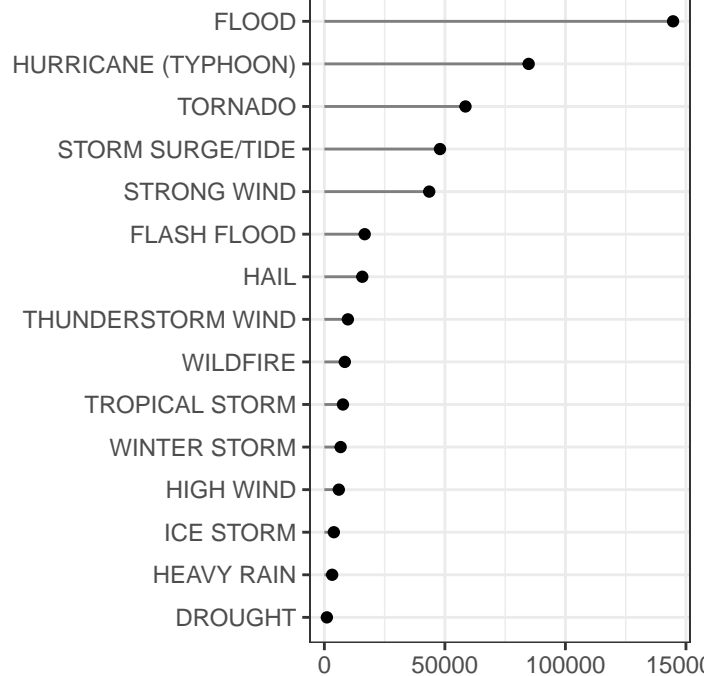 FLOOD
HURRICANE (TYPHOON)
TORNADO
STORM SURGE/TIDE
STRONG WIND
FLASH FLOOD
HAIL
THUNDERSTORM WIND
WILDFIRE
TROPICAL STORM
WINTER STORM
HIGH WIND
ICE STORM
HEAVY RAIN
DROUGHT
0 50000 100000 15000